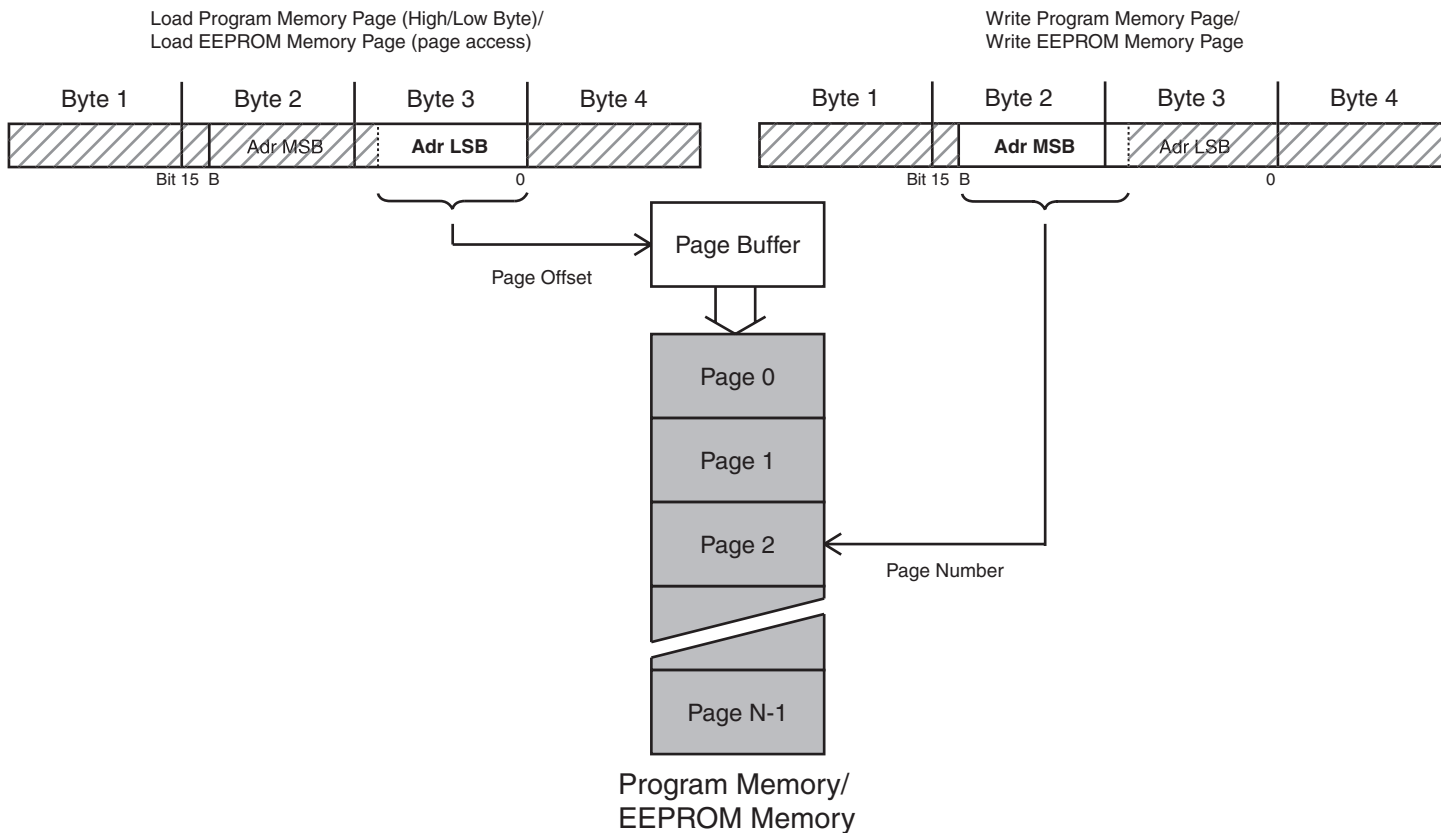 Load Program Memory Page (High/Low Byte)/
Load EEPROM Memory Page (page access)
Byte 1 Byte 2 Byte 3 Byte 4
Adr MSB Adr LSB
Bit 15 B 0
Write Program Memory Page/
Write EEPROM Memory Page
Byte 1 Byte 2 Byte 3 Byte 4
Adr MSB Adr LSB
Bit 15 B 0
Page Buffer
Page Offset
Page 0
Page 1
Page 2
Page Number
Page N-1
Program Memory/
EEPROM Memory